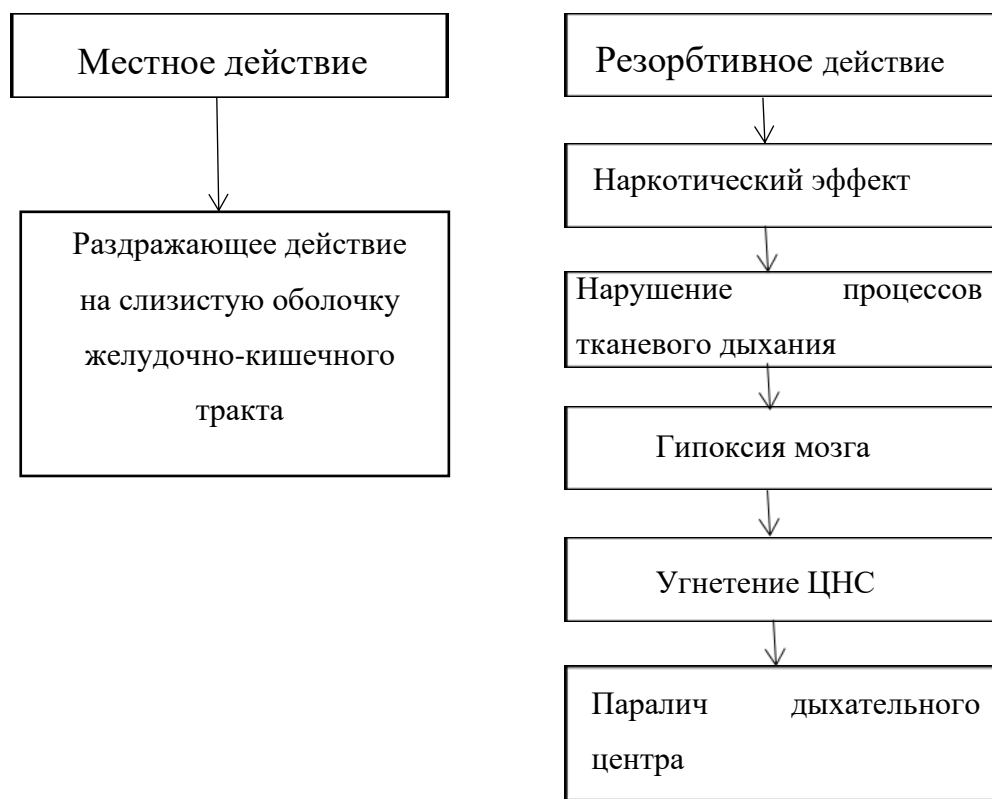 Местное действие
Раздражающее действие
на слизистую оболочку
желудочно-кишечного
тракта
Резорбтивное действие
Наркотический эффект
Нарушение процессов
тканевого дыхания
Гипоксия мозга
Угнетение ЦНС
Паралич дыхательного
центра